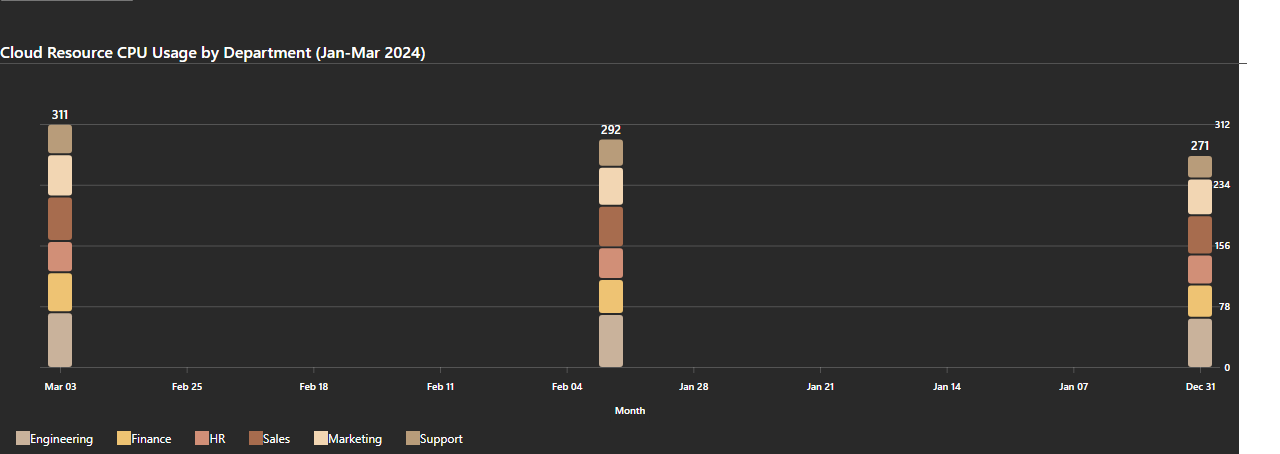 Cloud Resource CPU Usage by Department (Jan-Mar 2024)
311
292
271
312
234
156
78
0
Mar 03 Feb 25 Feb 18 Feb 11 Feb 04 Jan 28 Jan 21 Jan 14 Jan 07 Dec 31
Month
Engineering Finance HR Sales Marketing Support